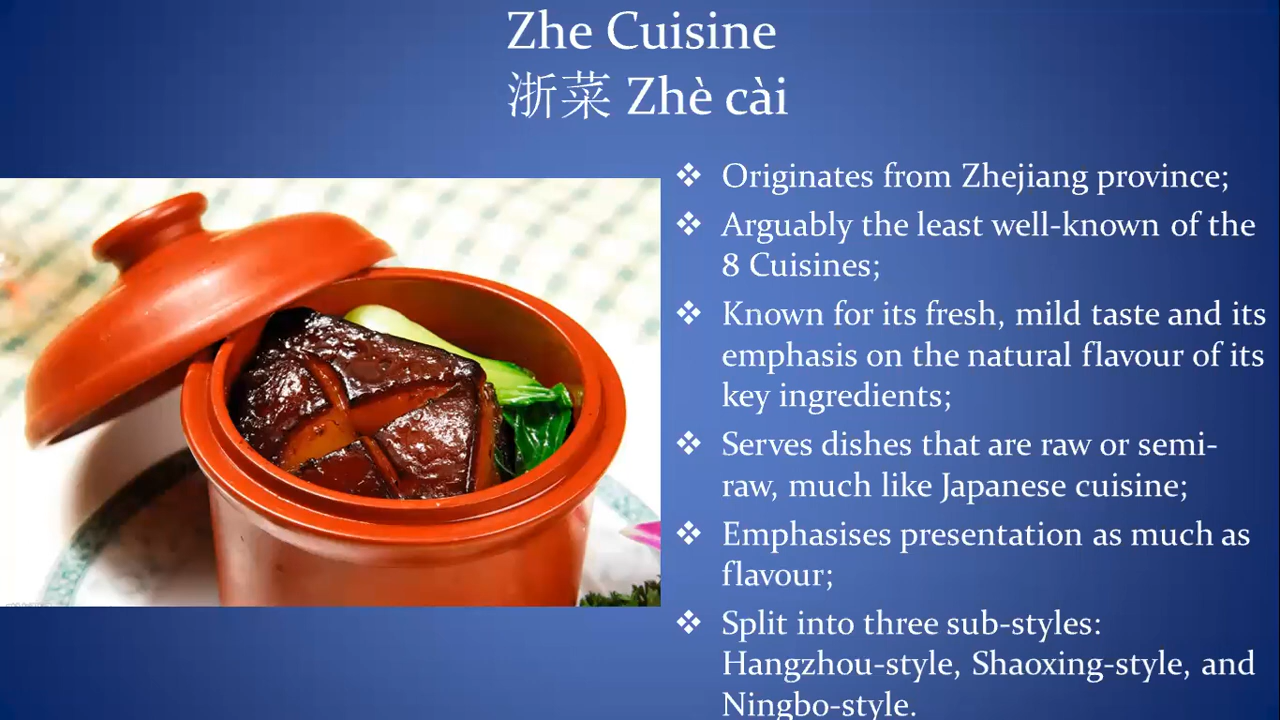 Zhe Cuisine
浙菜 Zhè cài
❖ Originates from Zhejiang province;
❖ Arguably the least well-known of the
8 Cuisines;
❖ Known for its fresh, mild taste and its
emphasis on the natural flavour of its
key ingredients;
❖ Serves dishes that are raw or semi-
raw, much like Japanese cuisine;
❖ Emphasises presentation as much as
flavour;
❖ Split into three sub-styles:
Hangzhou-style, Shaoxing-style, and
Ningbo-style.